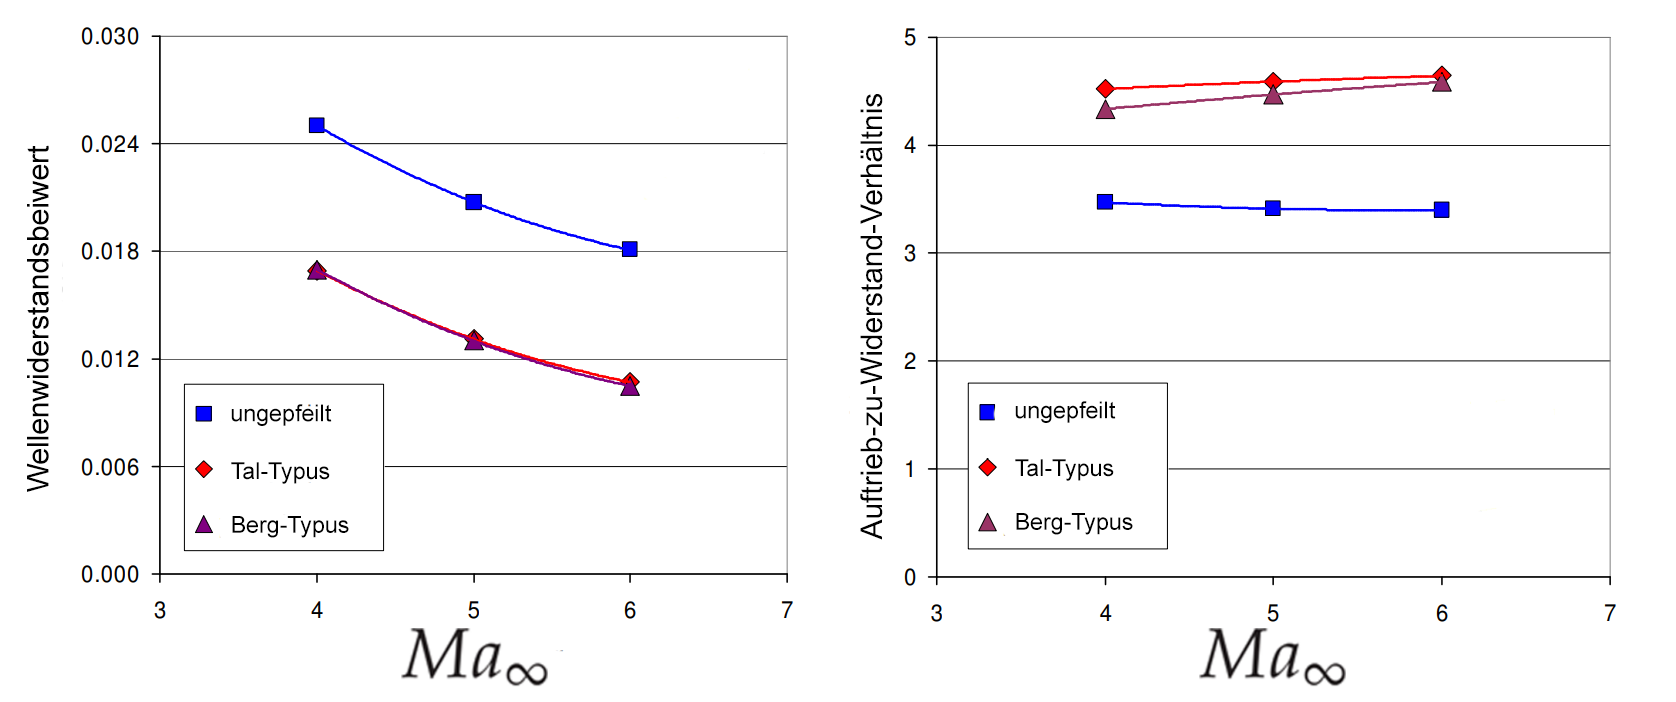 Wellenwiderstandsbeiwert
0.030
0.024
0.018
0.012
0.006
0.000
3 4 5 6 7
Ma∞
ungepfeilt
Tal-Typus
Berg-Typus
Auftrieb-zu-Widerstand-Verhältnis
5
4
3
2
1
0
3 4 5 6 7
Ma∞
ungepfeilt
Tal-Typus
Berg-Typus